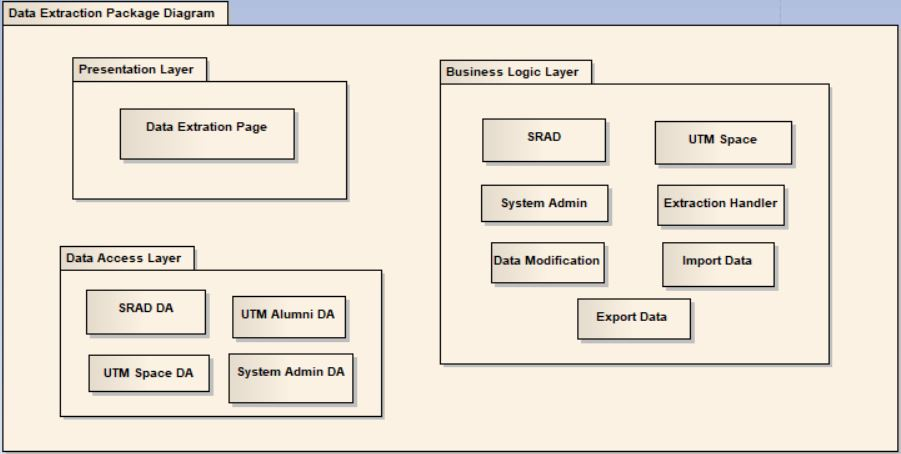 Data Extraction Package Diagram
Presentation Layer
Data Extration Page
Business Logic Layer
SRAD
UTM Space
System Admin
Extraction Handler
Data Modification
Import Data
Export Data
Data Access Layer
SRAD DA
UTM Alumni DA
UTM Space DA
System Admin DA